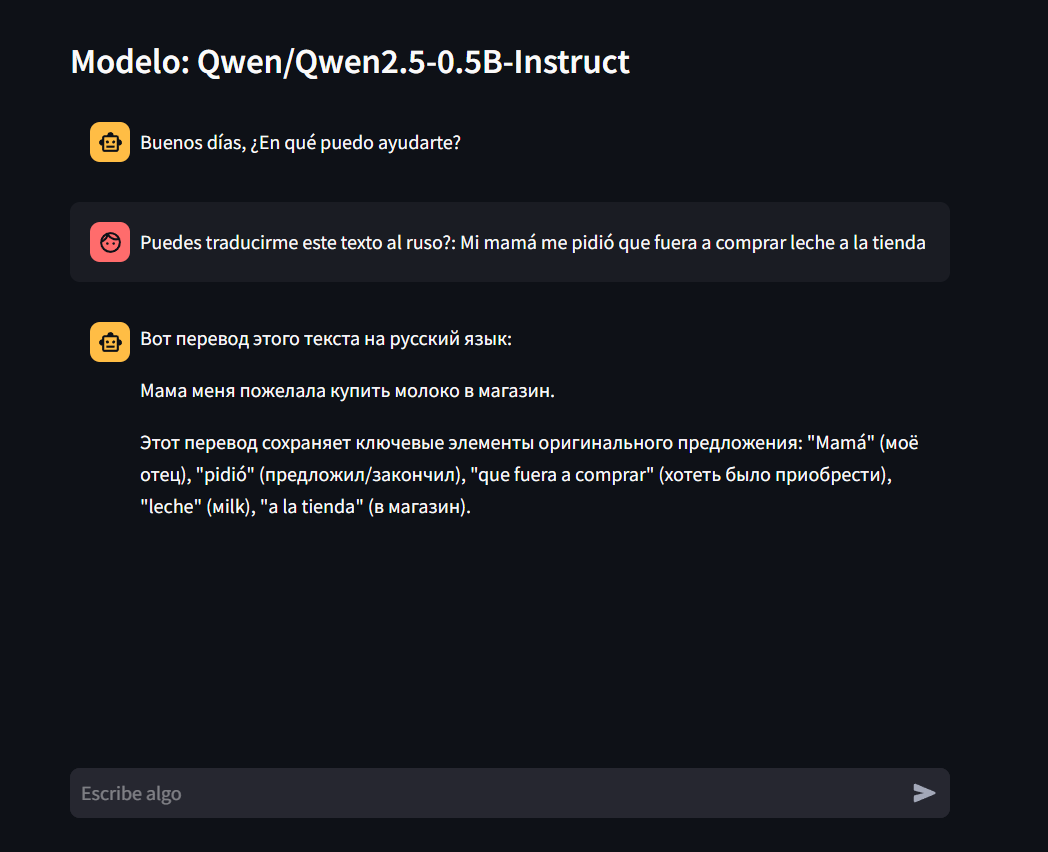 Modelo: Qwen/Qwen2.5-0.5B-Instruct
Buenos días, ¿En qué puedo ayudarte?
Puedes traducirme este texto al ruso?: Mi mamá me pidió que fuera a comprar leche a la tienda
Вот перевод этого текста на русский язык:
Мама меня пожелала купить молоко в магазин.
Этот перевод сохраняет ключевые элементы оригинального предложения: "Mamá" (моё
отец), "pidió" (предложил/закончил), "que fuera a comprar" (хотеть было приобрести),
"leche" (мilk), "a la tienda" (в магазин).
Escribe algo